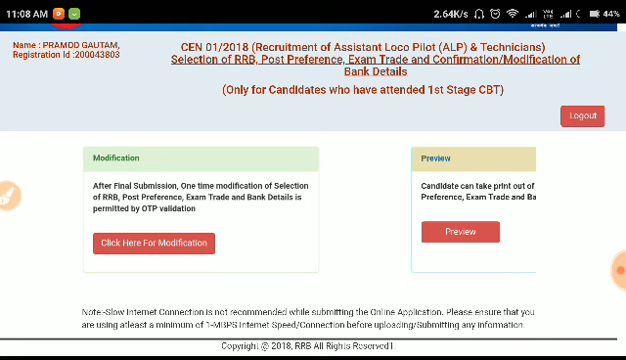 11:08 AM 2.64K/s 44%
Name : PRAMOD GAUTAM,
Registration Id :200043803
CEN 01/2018 (Recruitment of Assistant Loco Pilot (ALP) & Technicians)
Selection of RRB, Post Preference, Exam Trade and Confirmation/Modification of
Bank Details
(Only for Candidates who have attended 1st Stage CBT)
Logout
Modification
After Final Submission, One time modification of Selection
of RRB, Post Preference, Exam Trade and Bank Details is
permitted by OTP validation
Click Here For Modification
Preview
Candidate can take print out of
Preference, Exam Trade and Ba
Preview
Note:-Slow Internet Connection is not recommended while submitting the Online Application. Please ensure that you
are using atleast a minimum of 1-MBPS Internet Speed/Connection before uploading/Submitting any information.
Copyright @ 2018, RRB All Rights Reserved1.